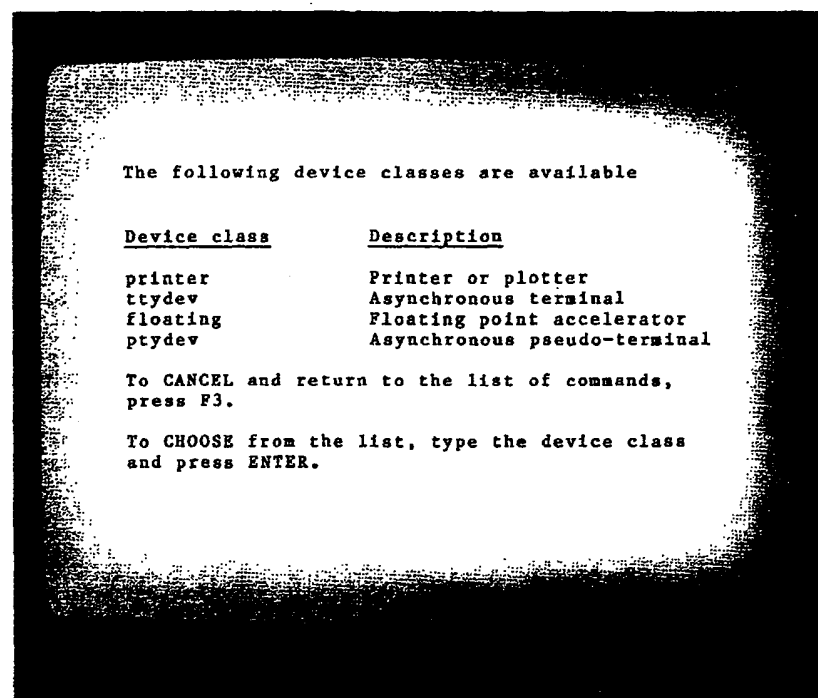 The following device classes are available
Device class Description
printer Printer or plotter
ttydev Asynchronous terminal
floating Floating point accelerator
ptydev Asynchronous pseudo-terminal
To CANCEL and return to the list of commands,
press F3.
To CHOOSE from the list, type the device class
and press ENTER.